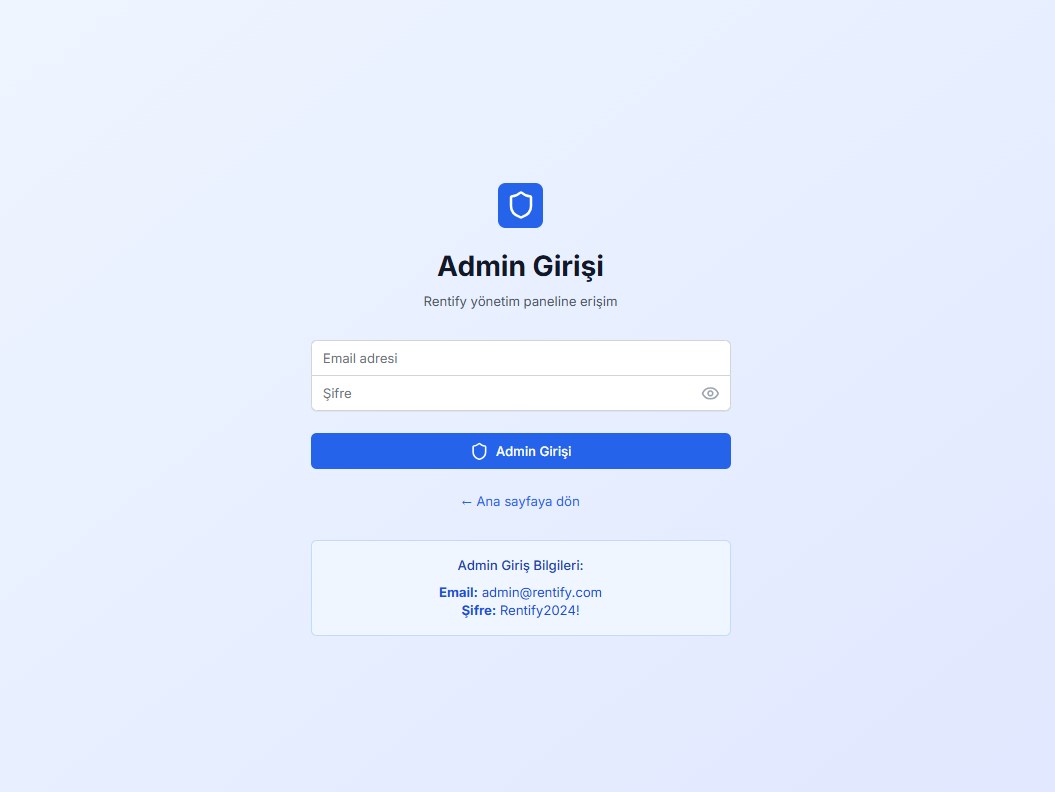 Admin Girişi
Rentify yönetim paneline erişim
Email adresi
Şifre
Admin Girişi
← Ana sayfaya dön
Admin Giriş Bilgileri:
Email: admin@rentify.com
Şifre: Rentify2024!